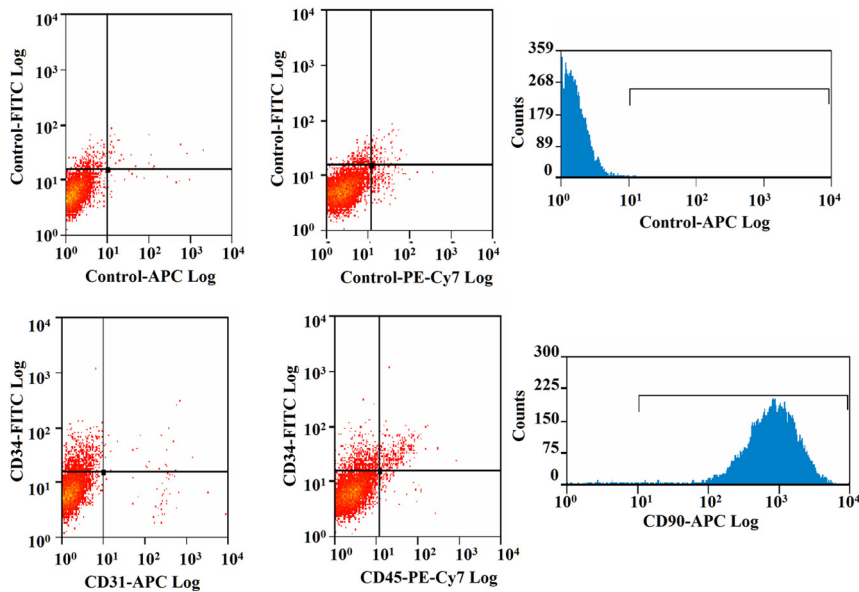 Control-FITC Log
10⁴
10³
10²
10¹
10⁰
10⁰ 10¹ 10² 10³ 10⁴
Control-APC Log
Control-FITC Log
10⁴
10³
10²
10¹
10⁰
10⁰ 10¹ 10² 10³ 10⁴
Control-PE-Cy7 Log
Counts
359
268
179
89
0
10⁰ 10¹ 10² 10³ 10⁴
Control-APC Log
CD34-FITC Log
10⁴
10³
10²
10¹
10⁰
10⁰ 10¹ 10² 10³ 10⁴
CD31-APC Log
CD34-FITC Log
10⁴
10³
10²
10¹
10⁰
10⁰ 10¹ 10² 10³ 10⁴
CD45-PE-Cy7 Log
Counts
300
225
150
75
0
10⁰ 10¹ 10² 10³ 10⁴
CD90-APC Log